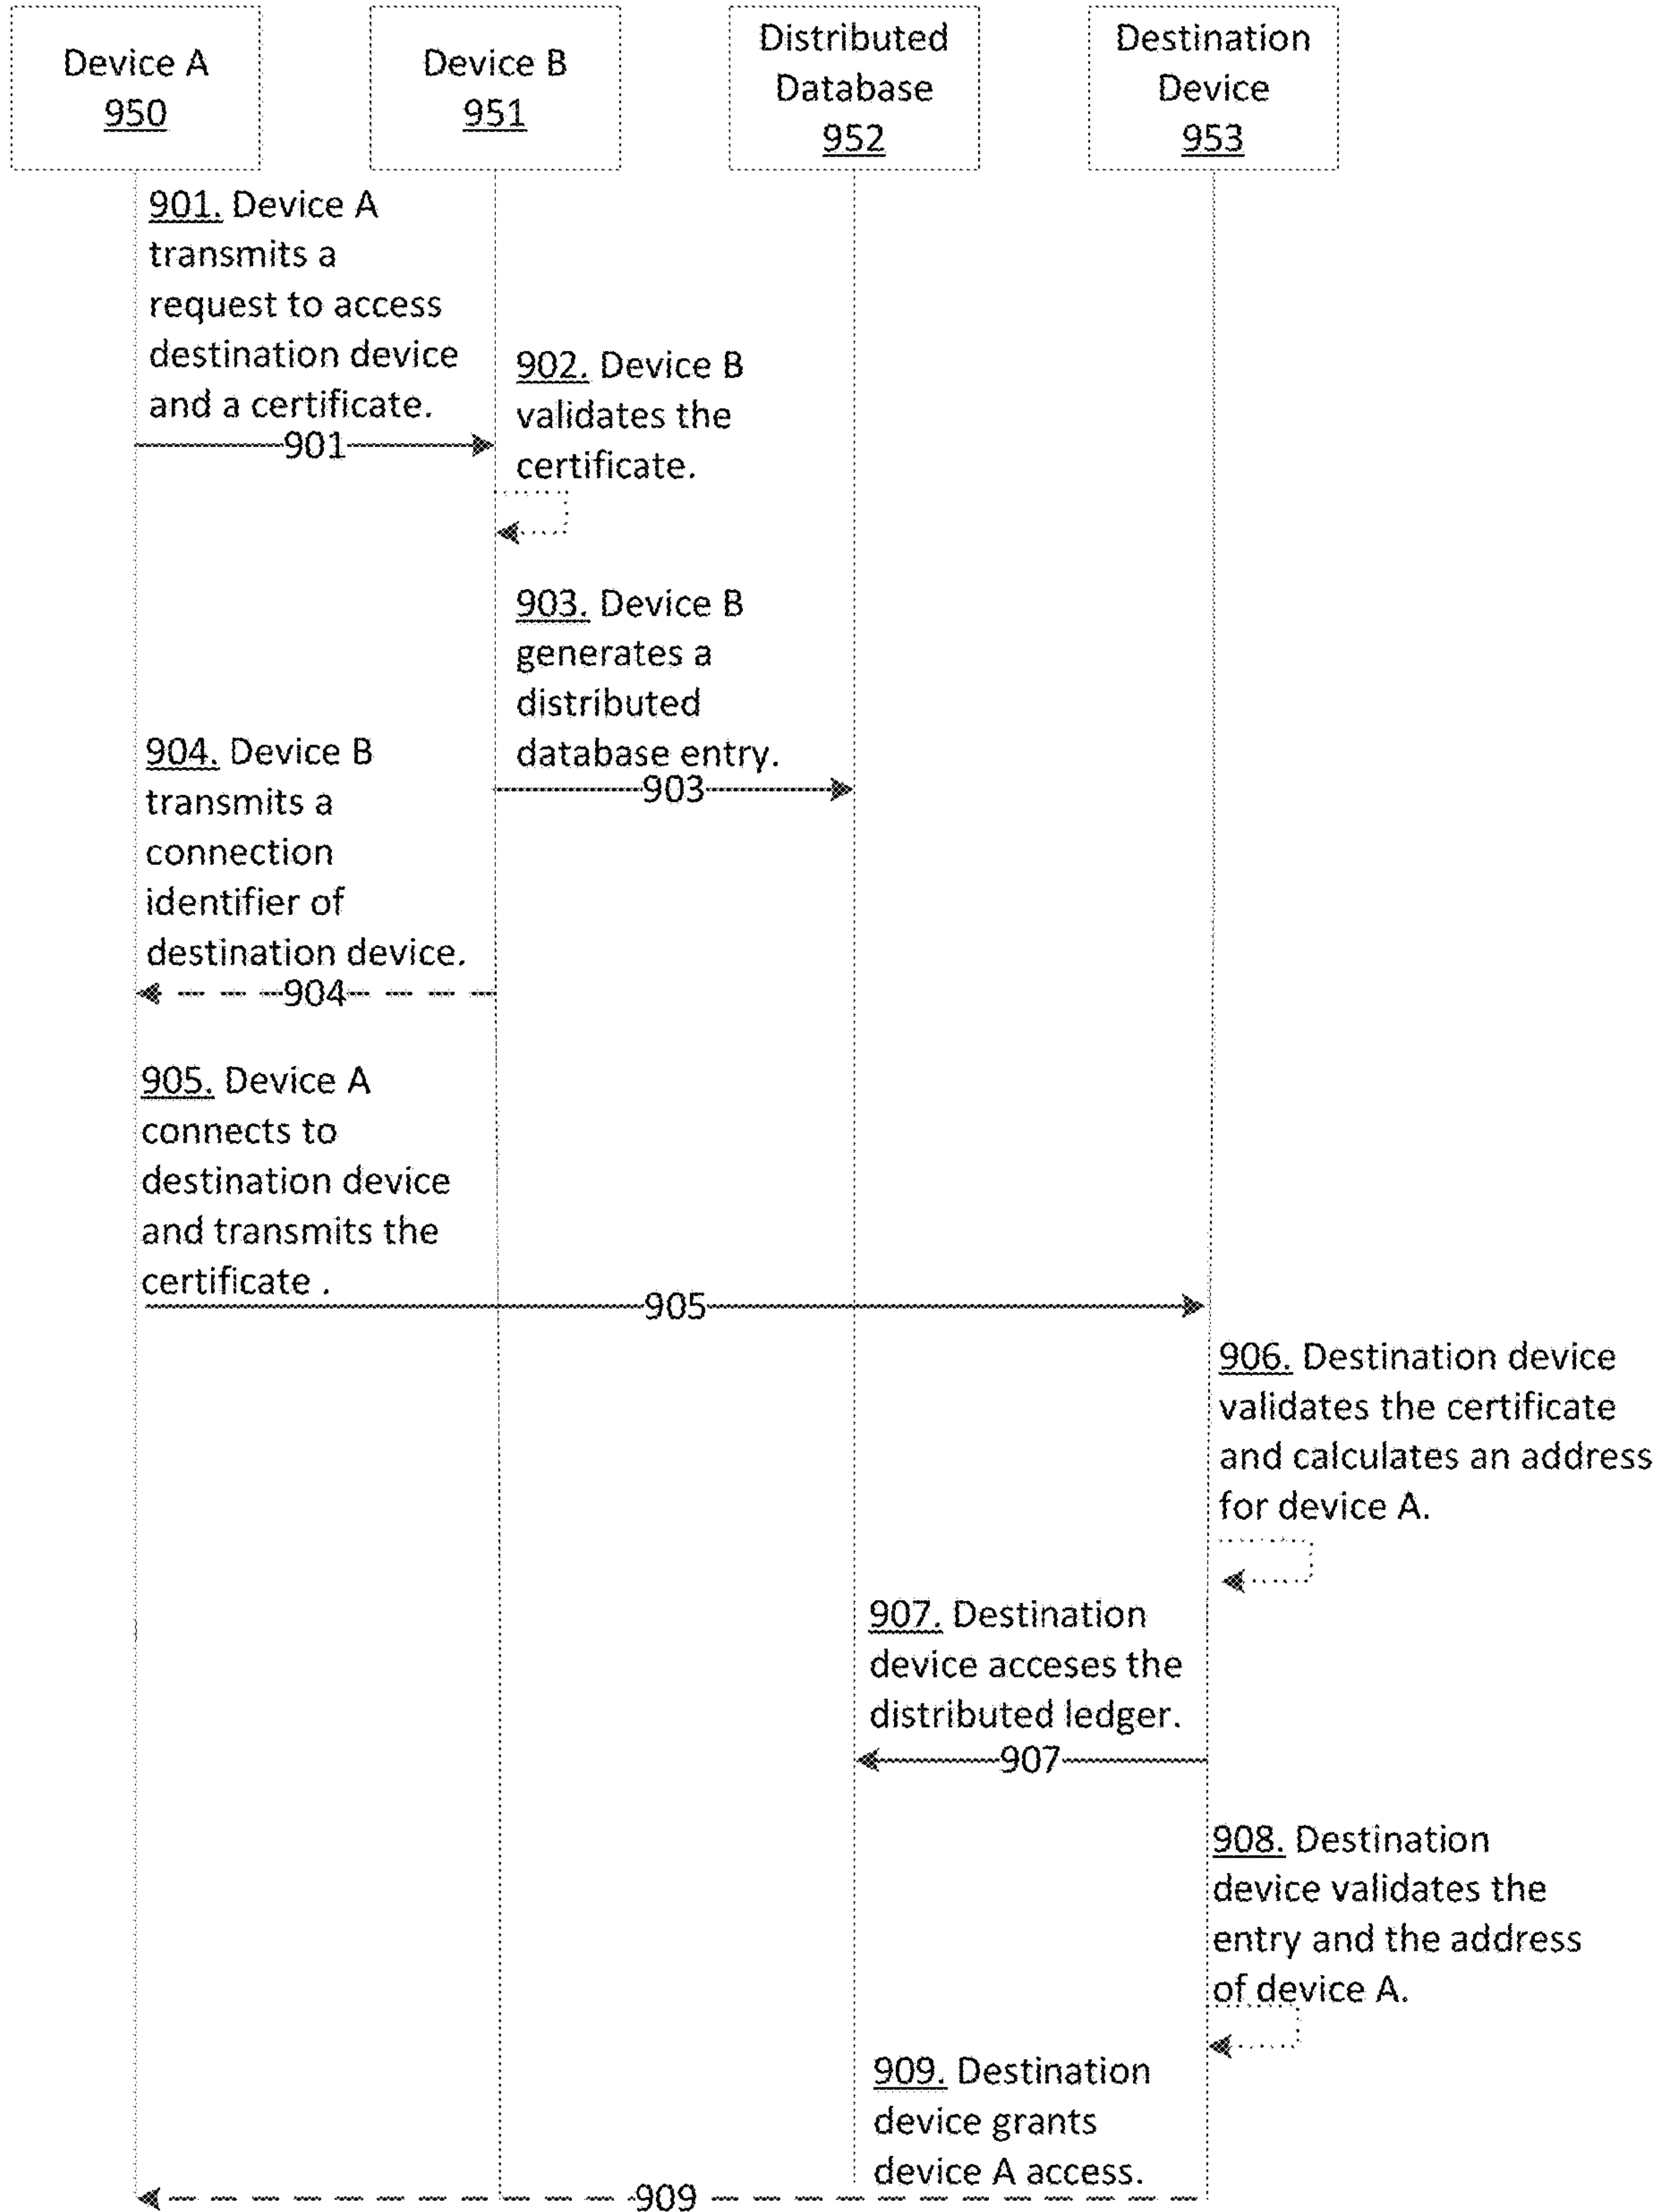 Device A
950
Device B
951
Distributed
Database
952
Destination
Device
953
901. Device A
transmits a
request to access
destination device
and a certificate.
901
902. Device B
validates the
certificate.
903. Device B
generates a
distributed
database entry.
903
904. Device B
transmits a
connection
identifier of
destination device.
904
905. Device A
connects to
destination device
and transmits the
certificate .
905
906. Destination device
validates the certificate
and calculates an address
for device A.
907. Destination
device acceses the
distributed ledger.
907
908. Destination
device validates the
entry and the address
of device A.
909. Destination
device grants
device A access.
909